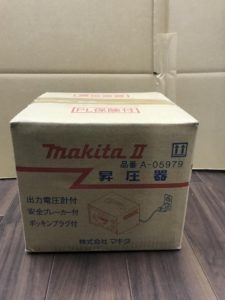 PL保険付
makita II
品番 A-05979
昇圧器
出力電圧計付
安全ブレーカー付
ポッキンプラグ付
株式会社 マキタ